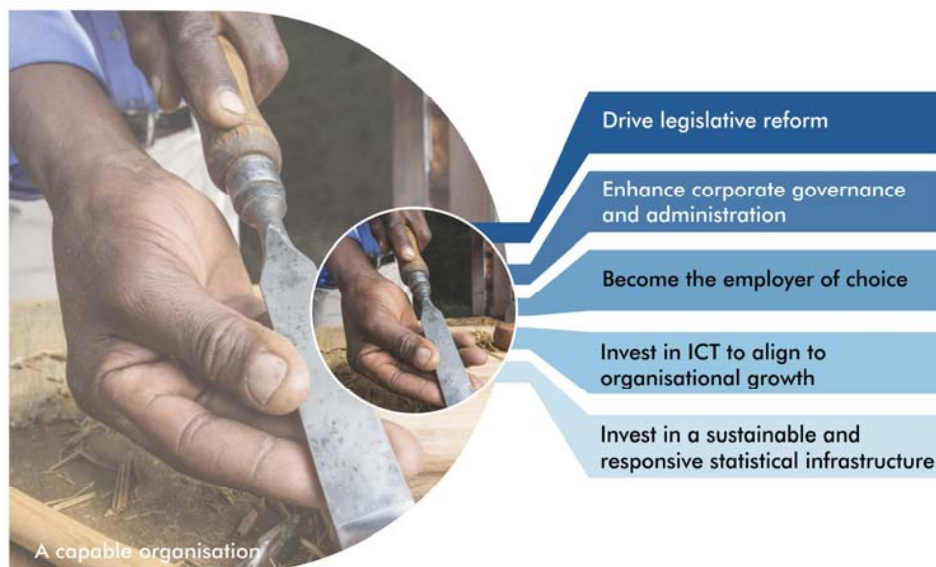 Drive legislative reform
Enhance corporate governance
and administration
Become the employer of choice
Invest in ICT to align to
organisational growth
Invest in a sustainable and
responsive statistical infrastructure
A capable organisation